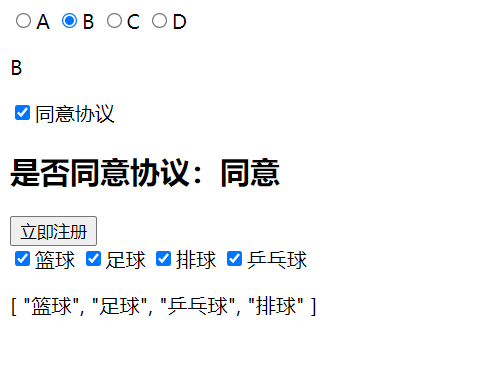 A B C D
B
同意协议
是否同意协议：同意
立即注册
篮球 足球 排球 乒乓球
[ "篮球", "足球", "乒乓球", "排球" ]